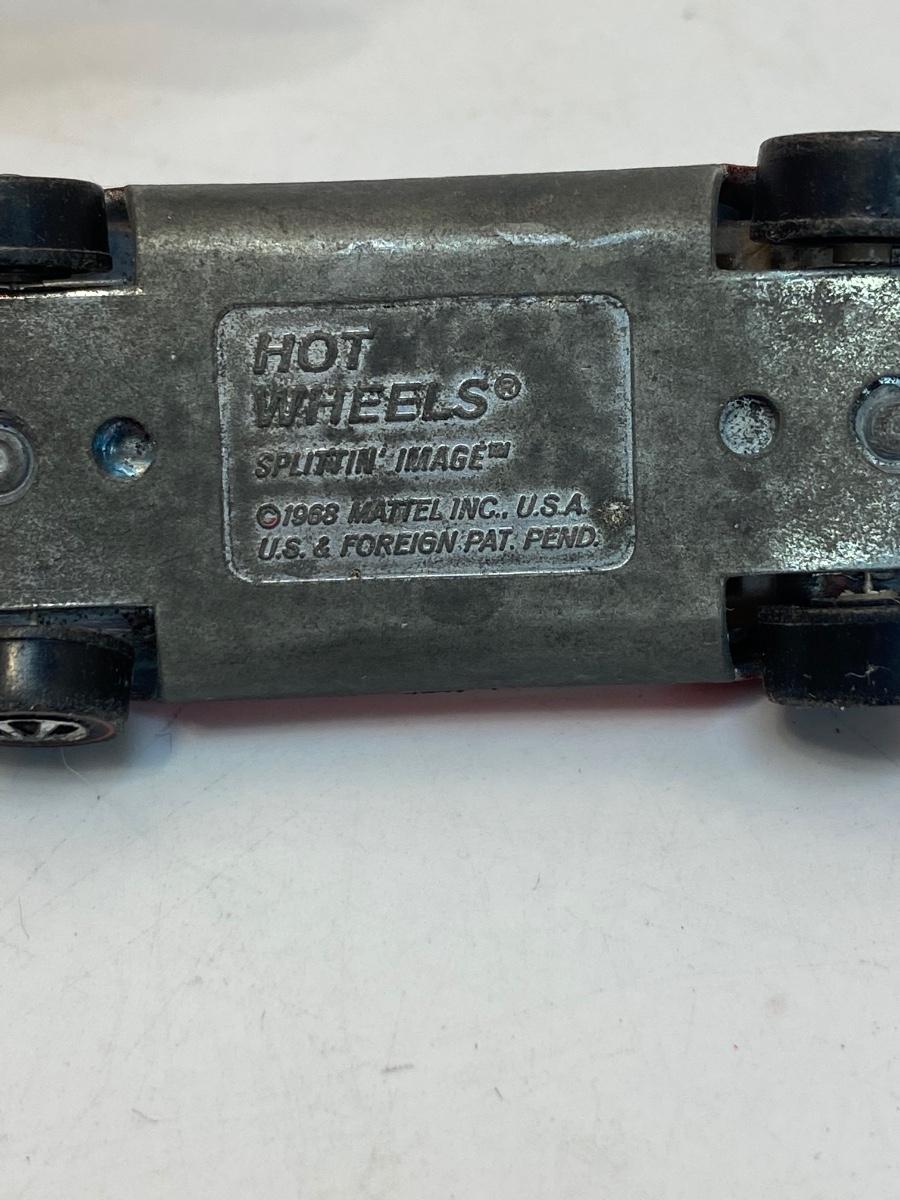 HOT
WHEELS®
SPLITTIN' IMAGE™
©1968 MATTEL INC., U.S.A.
U.S. & FOREIGN PAT. PEND.